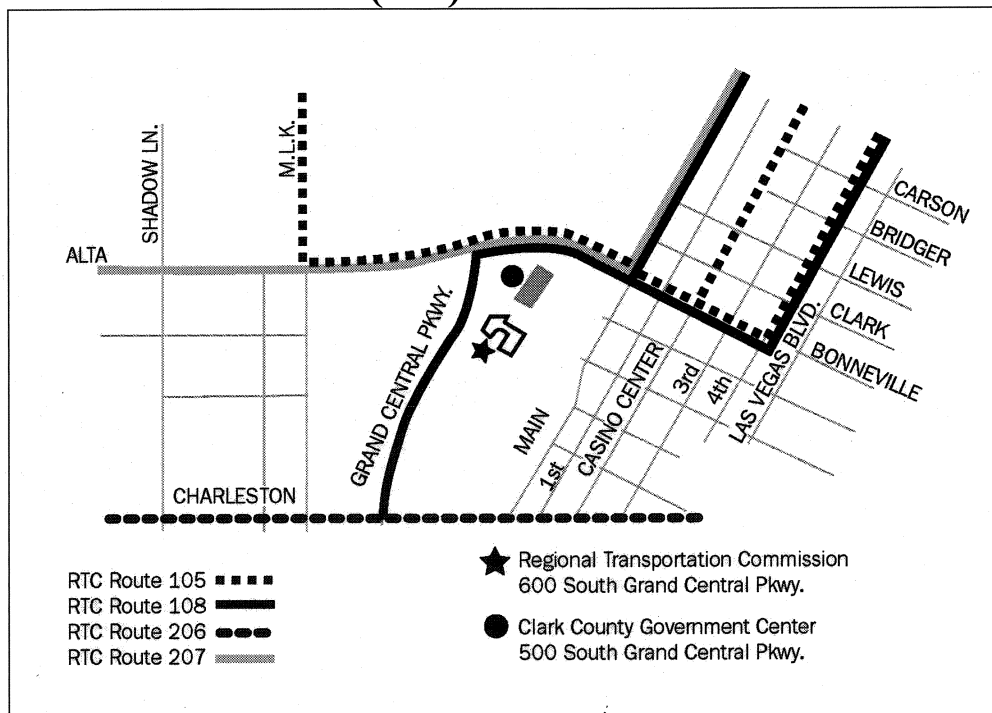 SHADOW LN.
M.L.K.
ALTA
GRAND CENTRAL PKWY.
CHARLESTON
MAIN
1st
CASINO CENTER
3rd
4th
LAS VEGAS BLVD.
CARSON
BRIDGER
LEWIS
CLARK
BONNEVILLE
RTC Route 105
RTC Route 108
RTC Route 206
RTC Route 207
Regional Transportation Commission
600 South Grand Central Pkwy.
Clark County Government Center
500 South Grand Central Pkwy.